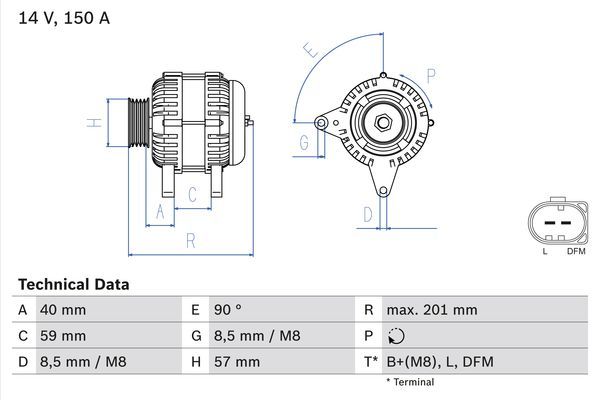 14 V, 150 A
E
P
H
G
A
C
R
D
L DFM
Technical Data
A 40 mm E 90 ° R max. 201 mm
C 59 mm G 8,5 mm / M8 P
D 8,5 mm / M8 H 57 mm T* B+(M8), L, DFM
* Terminal